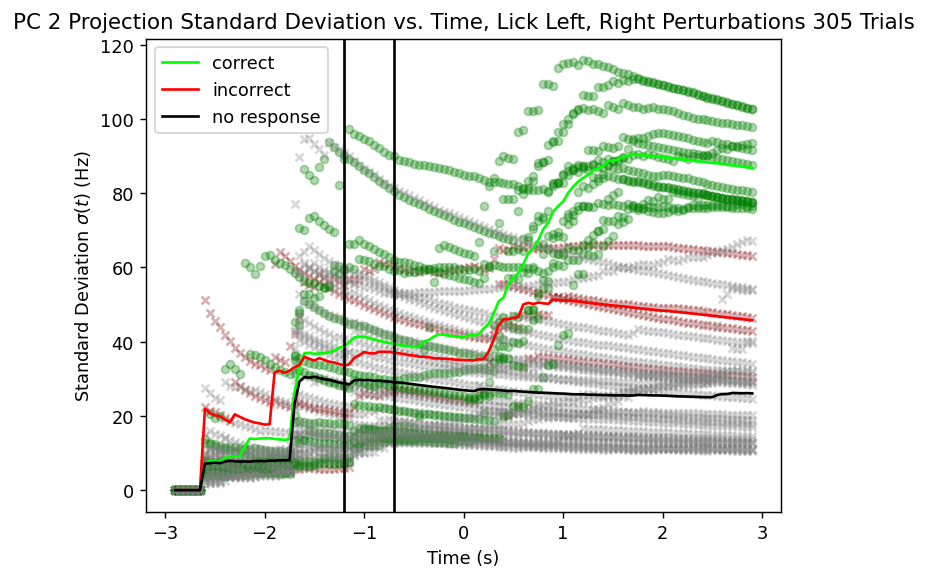 PC 2 Projection Standard Deviation vs. Time, Lick Left, Right Perturbations 305 Trials
correct
incorrect
no response
Standard Deviation σ(t) (Hz)
120
100
80
60
40
20
0
−3
−2
−1
0
1
2
3
Time (s)